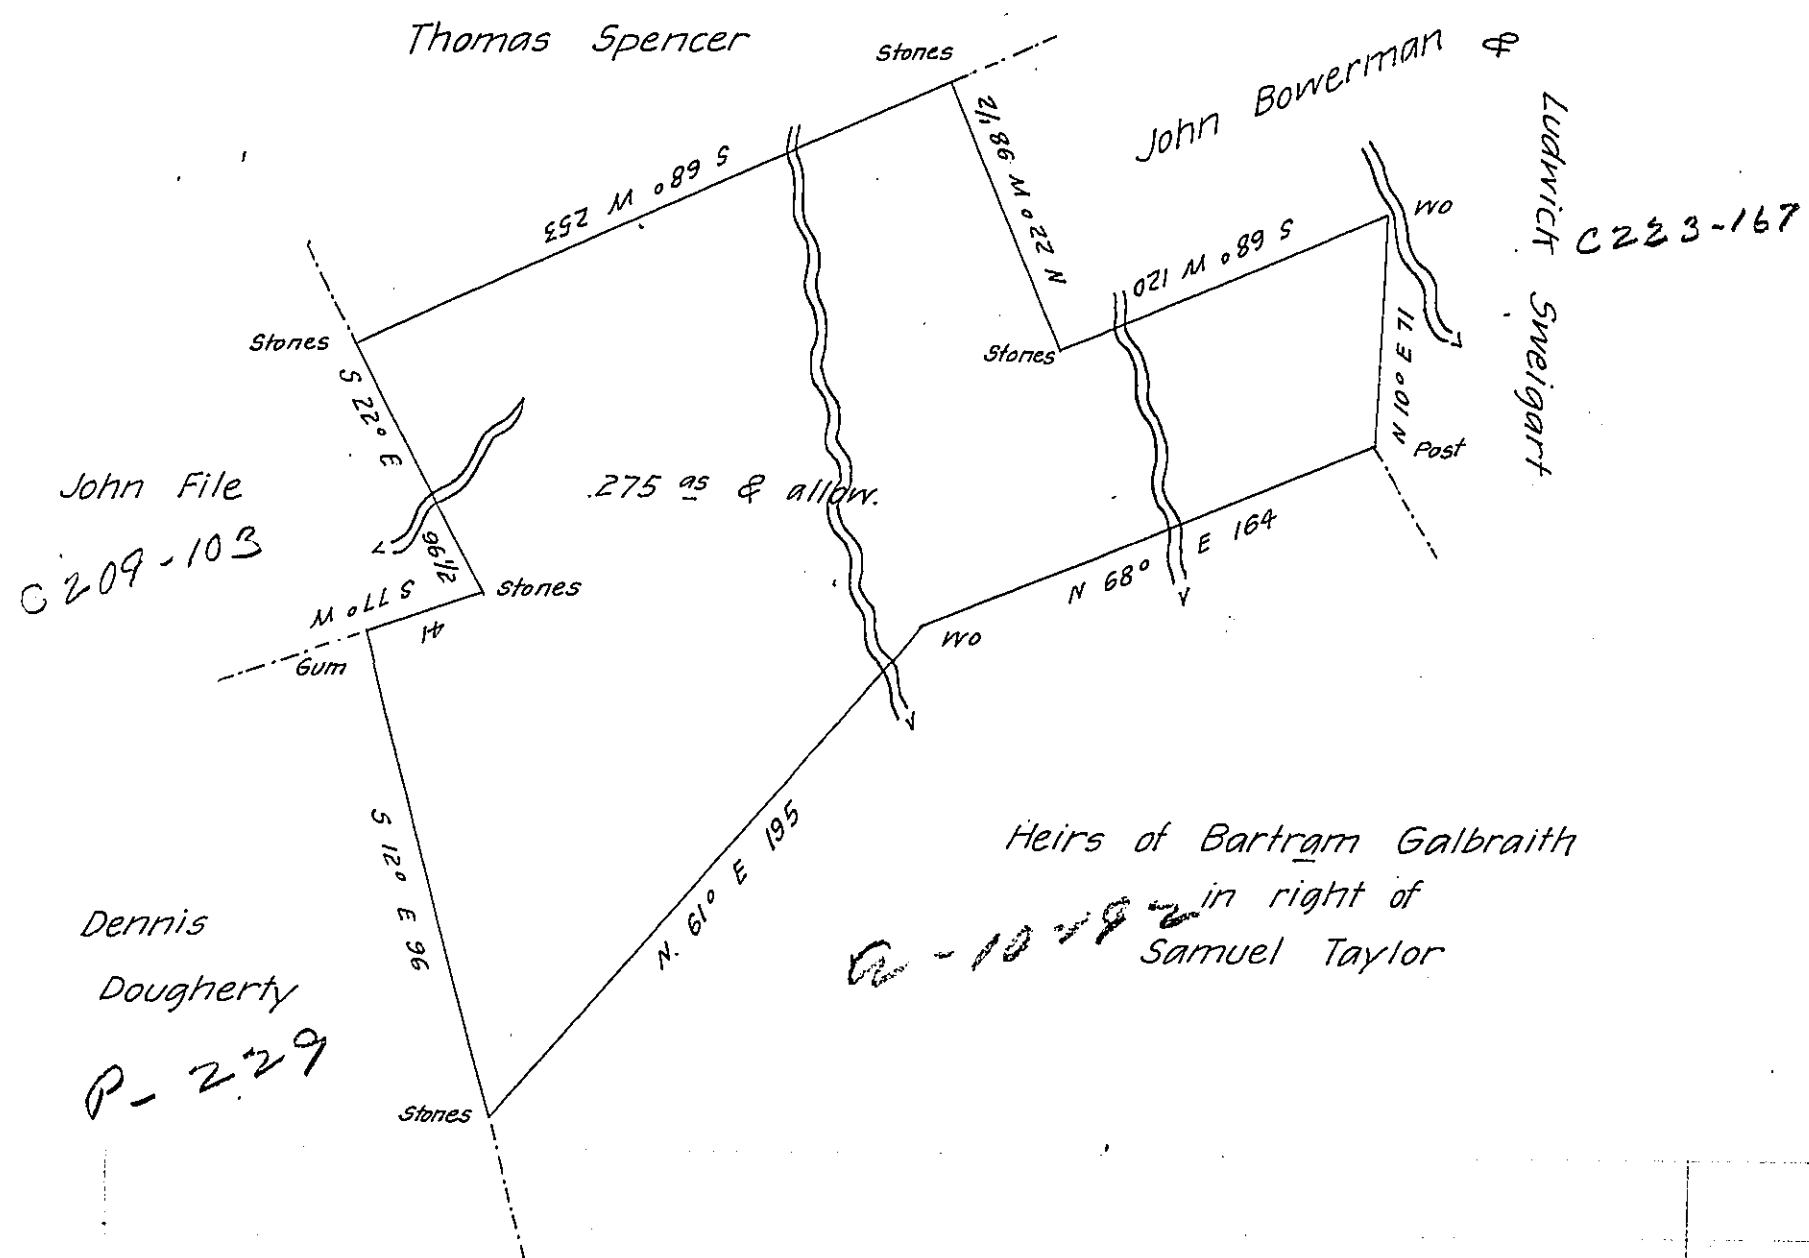 Thomas Spencer
Stones
John Bowerman &
Ludwick Sweigart
C223-167
S 68° W 253
N 22° W 98 1/2
S 68° W 120
WO
Stones
Stones
N 10° E 71
S 22° E 96 1/2
Post
John File
C209-103
275 as & allow.
Stones
N 68° E 164
S 77° W 41
Gum
WO
S 12° E 96
N. 61° E 195
Heirs of Bartram Galbraith
in right of
Samuel Taylor
Dennis
Dougherty
P-229
Stones